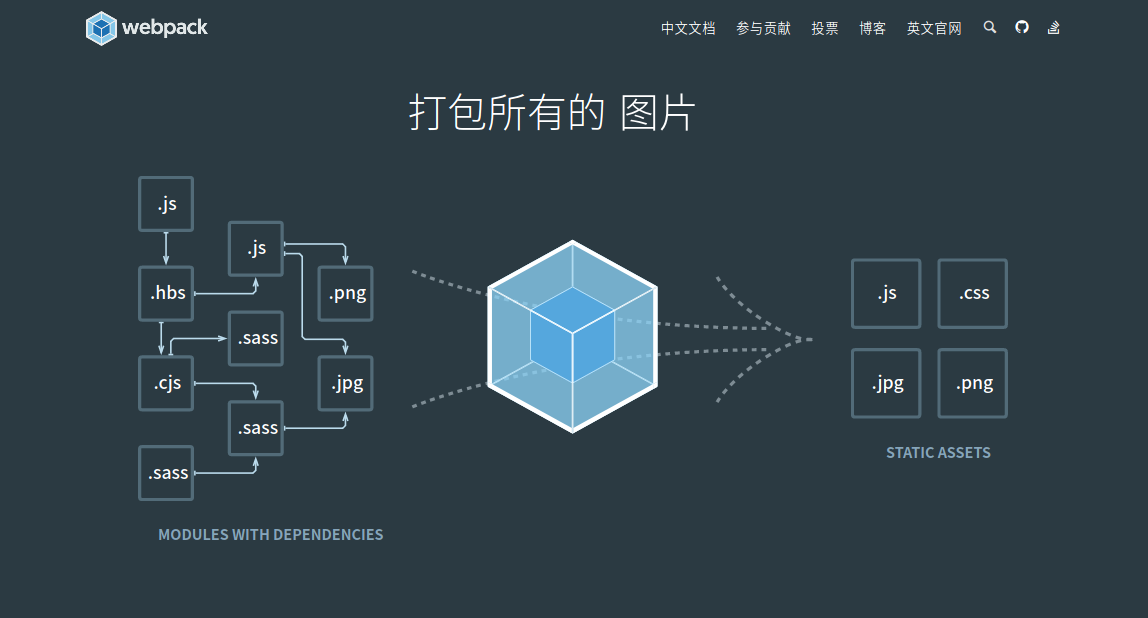 webpack
中文文档 参与贡献 投票 博客 英文官网
打包所有的 图片
.js
.js
.hbs
.png
.sass
.cjs
.jpg
.sass
.sass
MODULES WITH DEPENDENCIES
.js .css
.jpg .png
STATIC ASSETS